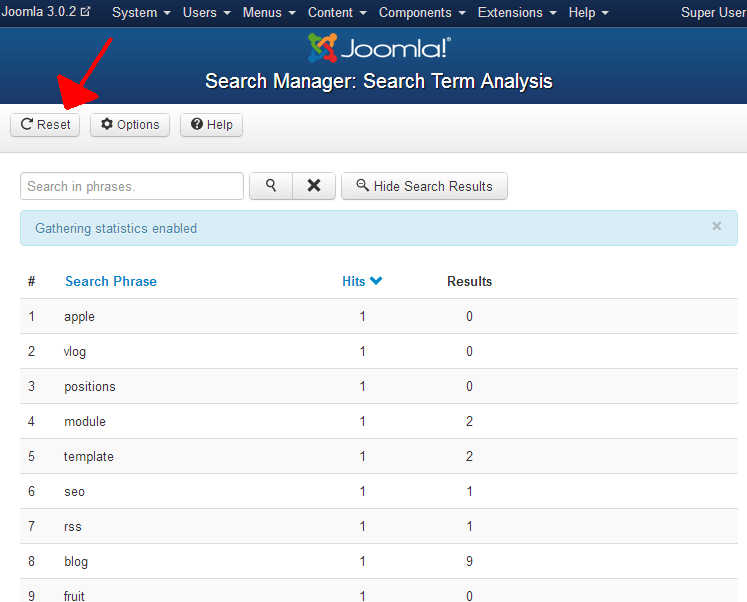 Joomla 3.0.2 System Users Menus Content Components Extensions Help Super User
Joomla!®
Search Manager: Search Term Analysis
Reset Options Help
Search in phrases. Hide Search Results
Gathering statistics enabled ×
# Search Phrase Hits Results
1 apple 1 0
2 vlog 1 0
3 positions 1 0
4 module 1 2
5 template 1 2
6 seo 1 1
7 rss 1 1
8 blog 1 9
9 fruit 1 0